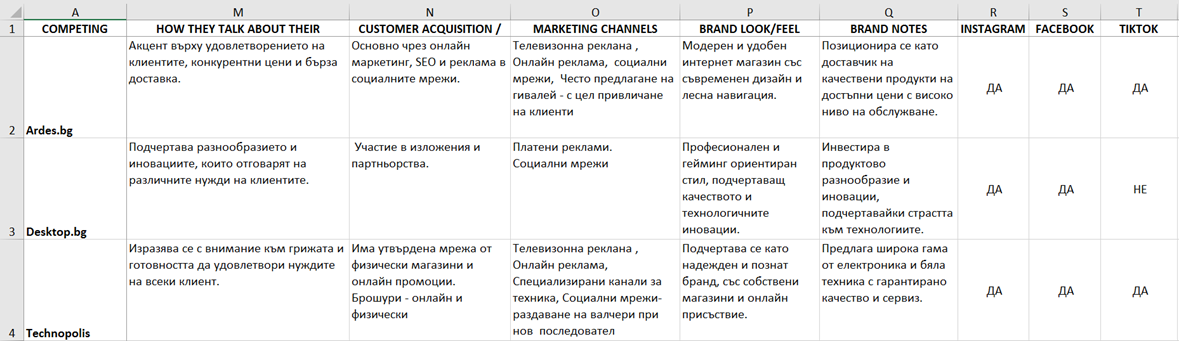 A M N O P Q R S T
1 COMPETING HOW THEY TALK ABOUT THEIR CUSTOMER ACQUISITION / MARKETING CHANNELS BRAND LOOK/FEEL BRAND NOTES INSTAGRAM FACEBOOK TIKTOK
2 Ardes.bg
Акцент върху удовлетворението на
клиентите, конкурентни цени и бърза
доставка.
Основно чрез онлайн
маркетинг, SEO и реклама в
социалните мрежи.
Телевизонна реклана ,
Онлайн реклама, социални
мрежи, Често предлагане на
гивалей - с цел привличане
на клиенти
Модерен и удобен
интернет магазин със
съвременен дизайн и
лесна навигация.
Позиционира се като
доставчик на
качествени продукти на
достъпни цени с високо
ниво на обслужване.
ДА ДА ДА
3 Desktop.bg
Подчертава разнообразието и
иновациите, които отговарят на
различните нужди на клиентите.
Участие в изложения и
партньорства.
Платени реклами.
Социални мрежи
Професионален и
гейминг ориентиран
стил, подчертаващ
качеството и
технологичните
иновации.
Инвестира в
продуктово
разнообразие и
иновации,
подчертавайки страстта
към технологиите.
ДА ДА НЕ
4 Technopolis
Изразява се с внимание към грижата и
готовността да удовлетвори нуждите
на всеки клиент.
Има утвърдена мрежа от
физически магазини и
онлайн промоции.
Брошури - онлайн и
физически
Телевизонна реклана ,
Онлайн реклама,
Специализирани канали за
техника, Социални мрежи-
раздаване на валчери при
нов последовател
Подчертава се като
надежден и познат
бранд, със собствени
магазини и онлайн
присъствие.
Предлага широка гама
от електроника и бяла
техника с гарантирано
качество и сервиз.
ДА ДА ДА